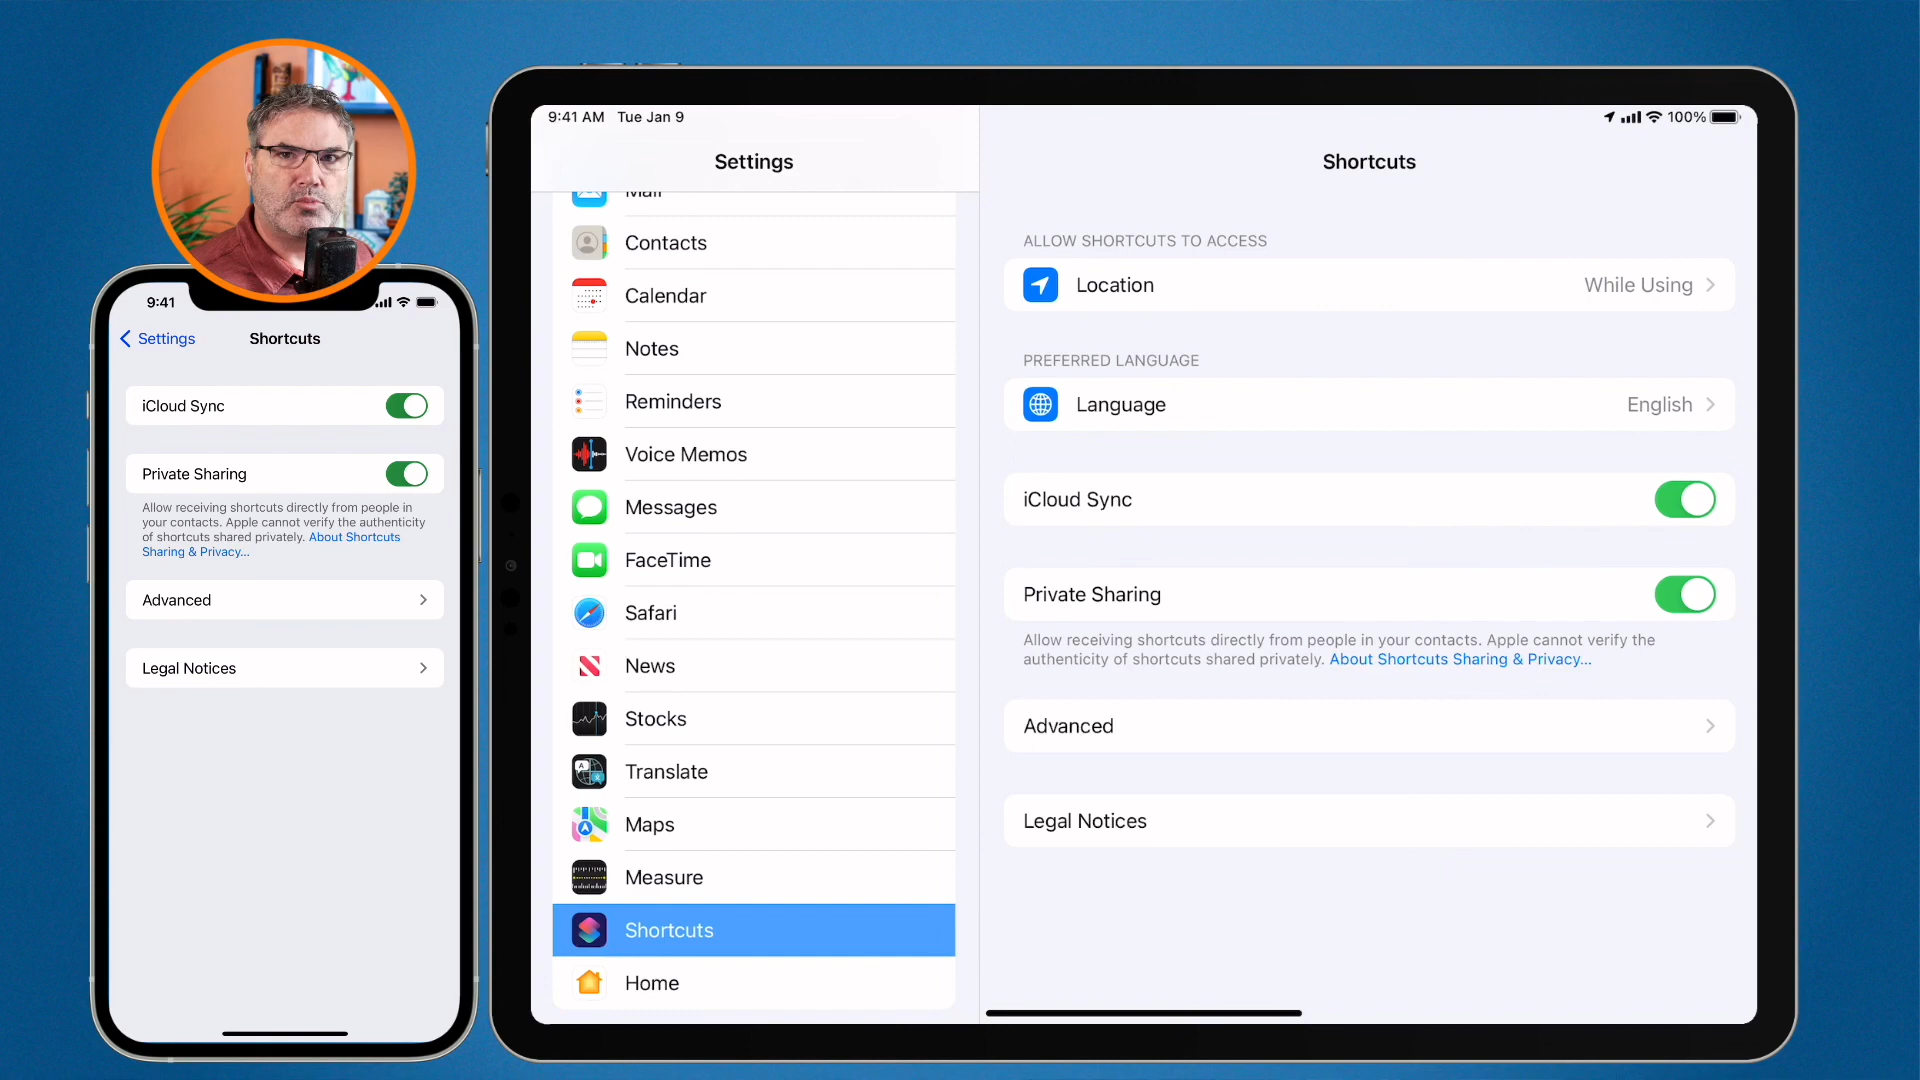 9:41
Settings
Shortcuts
iCloud Sync
Private Sharing
Allow receiving shortcuts directly from people in
your contacts. Apple cannot verify the authenticity
of shortcuts shared privately. About Shortcuts
Sharing & Privacy...
Advanced
Legal Notices
9:41 AM Tue Jan 9
100%
Settings
Mail
Contacts
Calendar
Notes
Reminders
Voice Memos
Messages
FaceTime
Safari
News
Stocks
Translate
Maps
Measure
Shortcuts
Home
Shortcuts
ALLOW SHORTCUTS TO ACCESS
Location While Using
PREFERRED LANGUAGE
Language English
iCloud Sync
Private Sharing
Allow receiving shortcuts directly from people in your contacts. Apple cannot verify the
authenticity of shortcuts shared privately. About Shortcuts Sharing & Privacy...
Advanced
Legal Notices